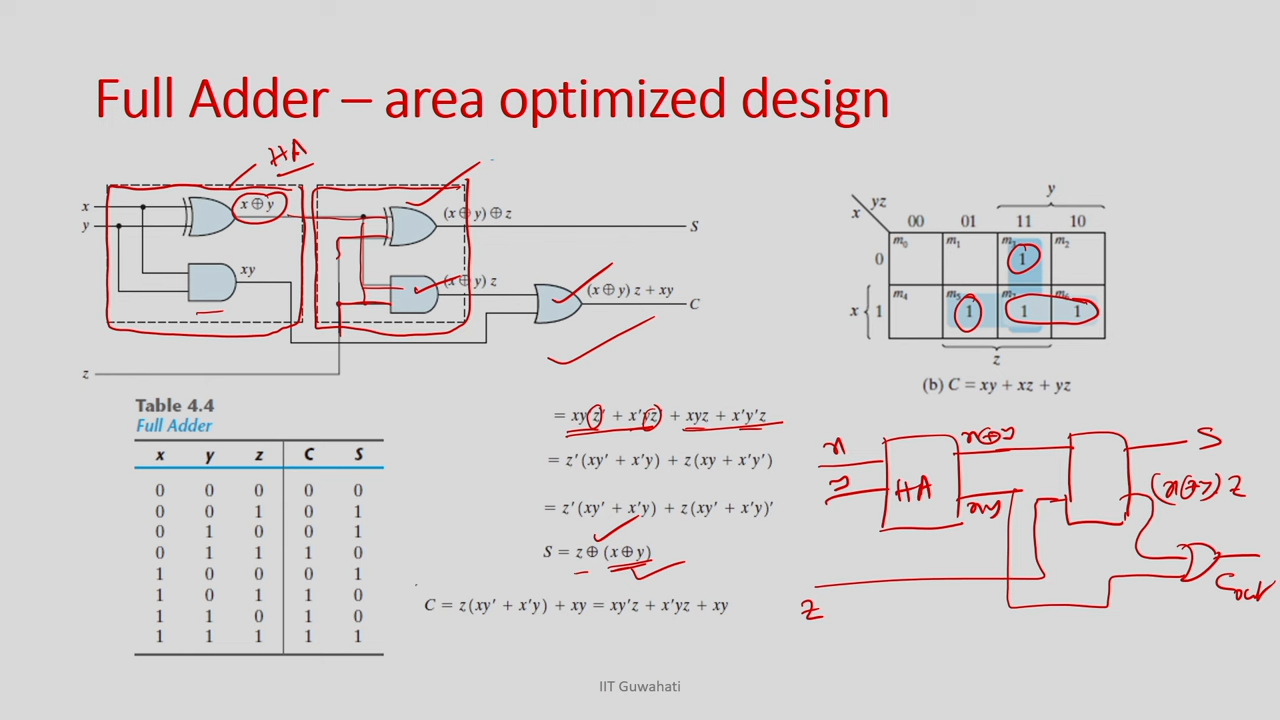 Full Adder – area optimized design
HA
x
y
x⊕y
xy
(x⊕y)⊕z
S
(x⊕y) z
(x⊕y) z + xy
C
z
x
yz
y
00
01
11
10
0
m0
m1
m3
1
m2
x
1
m4
m5
1
m7
1
m6
1
z
(b) C = xy + xz + yz
Table 4.4
Full Adder
x y z C S
0 0 0 0 0
0 0 1 0 1
0 1 0 0 1
0 1 1 1 0
1 0 0 0 1
1 0 1 1 0
1 1 0 1 0
1 1 1 1 1
= xyz' + x'yz' + xyz + x'y'z
= z'(xy' + x'y) + z(xy + x'y')
= z'(xy' + x'y) + z(xy' + x'y)'
S = z ⊕ (x ⊕ y)
C = z(xy' + x'y) + xy = xy'z + x'yz + xy
x
y
HA
x⊕y
xy
S
(x⊕y) z
z
Cout
IIT Guwahati